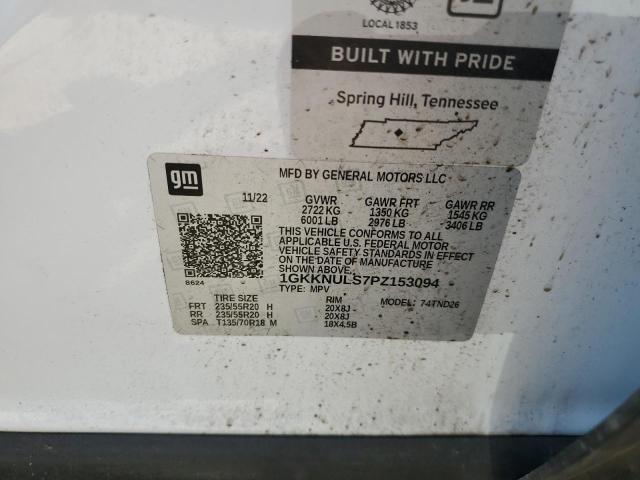 LOCAL 1853
BUILT WITH PRIDE
Spring Hill, Tennessee
gm
MFD BY GENERAL MOTORS LLC
11/22 GVWR GAWR FRT GAWR RR
2722 KG 1350 KG 1545 KG
6001 LB 2976 LB 3406 LB
THIS VEHICLE CONFORMS TO ALL
APPLICABLE U.S. FEDERAL MOTOR
VEHICLE SAFETY STANDARDS IN EFFECT
ON THE DATE OF MANUFACTURE
SHOWN ABOVE.
8624 1GKKNULS7PZ153094
TYPE: MPV MODEL: 74TND26
TIRE SIZE RIM
FRT 235/55R20 H 20X8J
RR 235/55R20 H 20X8J
SPA T135/70R18 M 18X4.5B